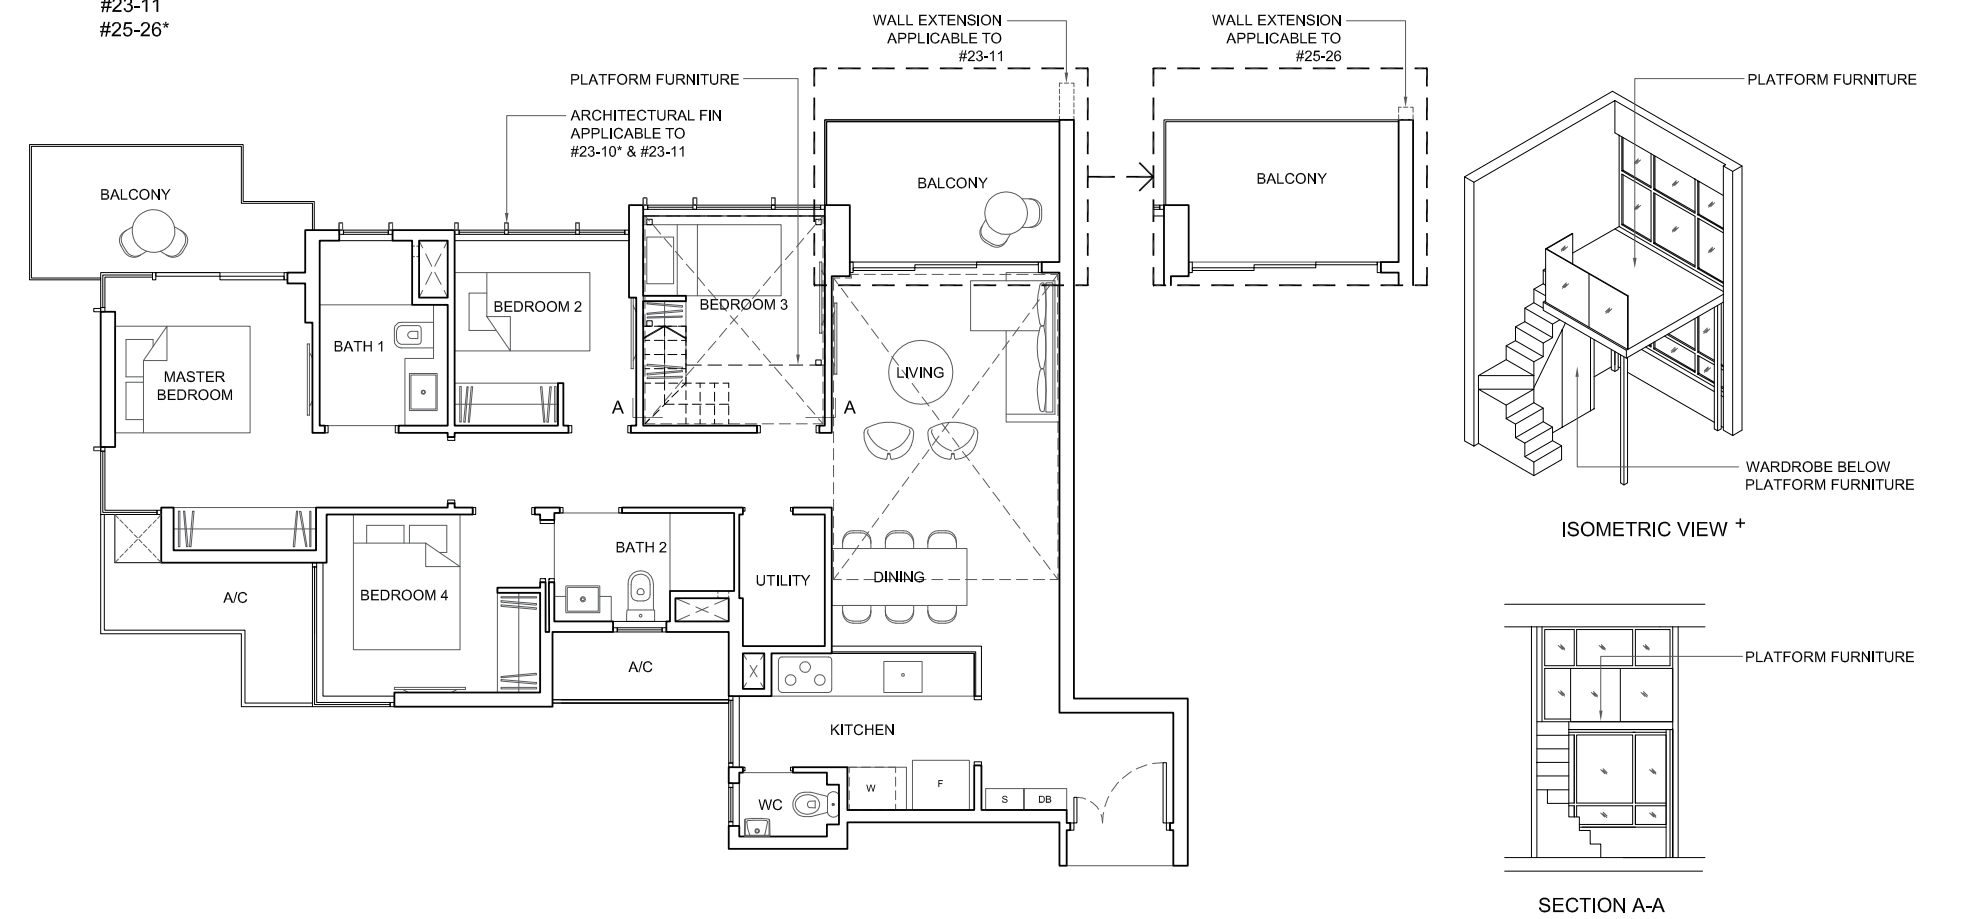 #23-11
#25-26*
WALL EXTENSION
APPLICABLE TO
#23-11
WALL EXTENSION
APPLICABLE TO
#25-26
PLATFORM FURNITURE
ARCHITECTURAL FIN
APPLICABLE TO
#23-10* & #23-11
PLATFORM FURNITURE
BALCONY
BALCONY
BALCONY
BEDROOM 2
BEDROOM 3
BATH 1
MASTER
BEDROOM
LIVING
A
A
WARDROBE BELOW
PLATFORM FURNITURE
ISOMETRIC VIEW +
BATH 2
UTILITY
DINING
A/C
BEDROOM 4
A/C
PLATFORM FURNITURE
KITCHEN
WC
W
F
S
DB
SECTION A-A